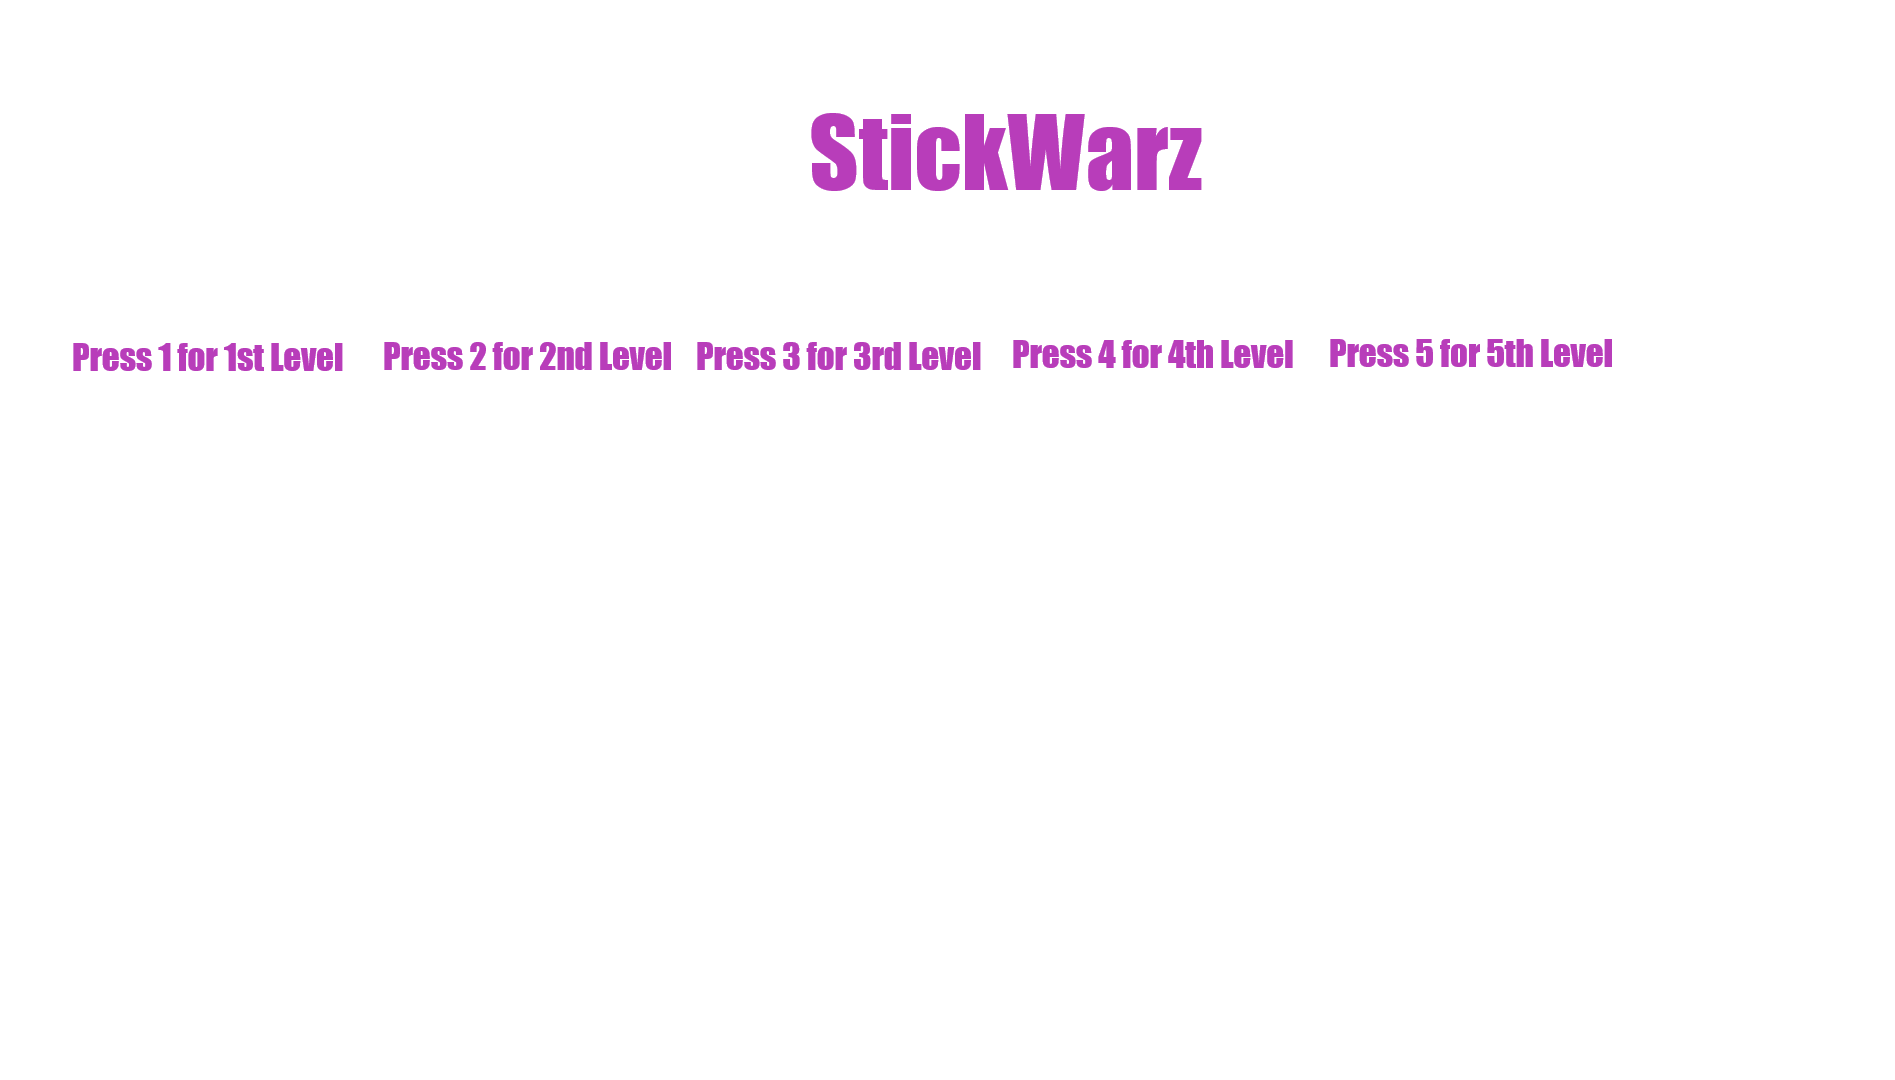 StickWarz
Press 1 for 1st Level
Press 2 for 2nd Level
Press 3 for 3rd Level
Press 4 for 4th Level
Press 5 for 5th Level